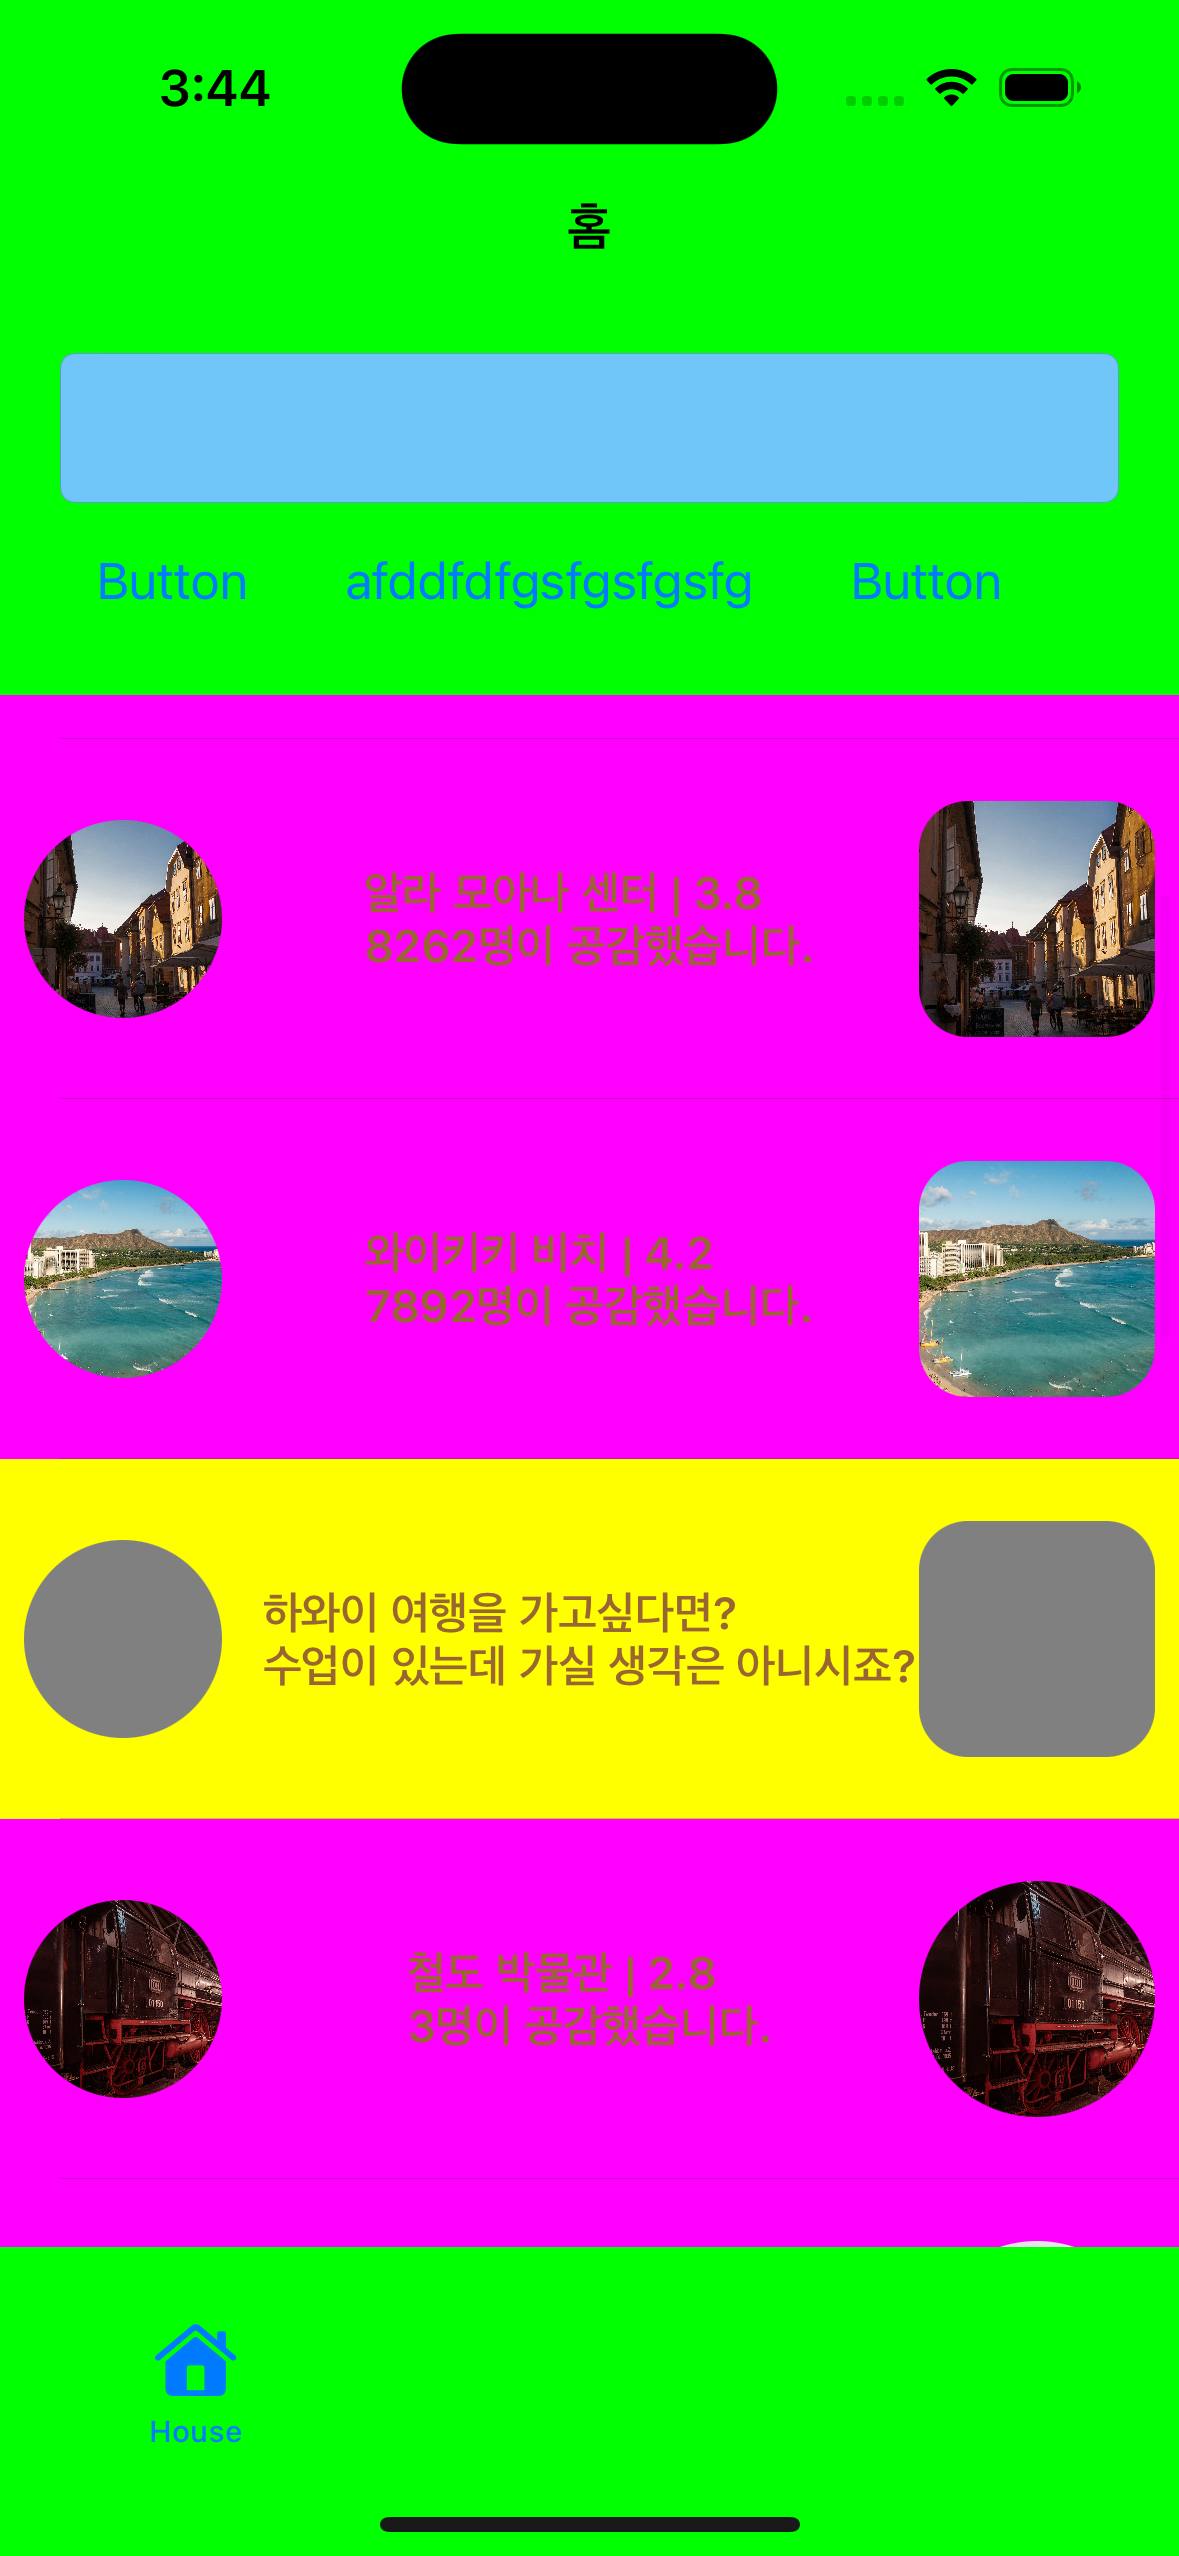 3:44
홈
Button afddfdfgsfgsfgsfg Button
알라 모아나 센터 | 3.8
8262명이 공감했습니다.
와이키키 비치 | 4.2
7892명이 공감했습니다.
하와이 여행을 가고싶다면?
수업이 있는데 가실 생각은 아니시죠?
철도 박물관 | 2.8
3명이 공감했습니다.
House